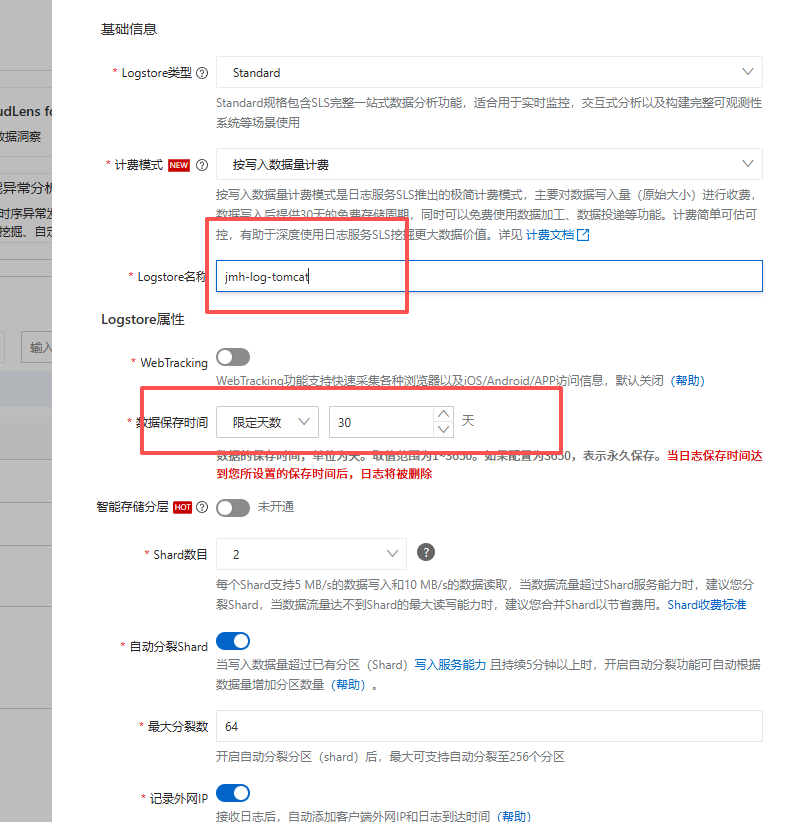 基础信息
* Logstore类型 Standard
Standard规格包含SLS完整一站式数据分析功能，适合用于实时监控，交互式分析以及构建完整可观测性
系统等场景使用
udLens fo
数据洞察
* 计费模式 NEW 按写入数据量计费
能异常分析
按写入数据量计费模式是日志服务SLS推出的极简计费模式，主要对数据写入量（原始大小）进行收费，
时序异常发
数据写入后提供30天的免费存储周期，同时可以免费使用数据加工、数据投递等功能。计费简单可估可
挖掘、自定
控，有助于深度使用日志服务SLS挖掘更大数据价值。详见 计费文档
* Logstore名称 jmh-log-tomcat
Logstore属性
输入
* WebTracking
WebTracking功能支持快速采集各种浏览器以及iOS/Android/APP访问信息，默认关闭（帮助）
* 数据保存时间 限定天数 30 天
数据的保存时间，单位为天。取值范围为1~3650。如果配置为3650，表示永久保存。当日志保存时间达
到您所设置的保存时间后，日志将被删除
智能存储分层 HOT 未开通
* Shard数目 2
每个Shard支持5 MB/s的数据写入和10 MB/s的数据读取，当数据流量超过Shard服务能力时，建议您分
裂Shard，当数据流量达不到Shard的最大读写能力时，建议您合并Shard以节省费用。Shard收费标准
* 自动分裂Shard
当写入数据量超过已有分区（Shard）写入服务能力 且持续5分钟以上时，开启自动分裂功能可自动根据
数据量增加分区数量（帮助）。
* 最大分裂数 64
开启自动分裂分区（shard）后，最大可支持自动分裂至256个分区
* 记录外网IP
接收日志后，自动添加客户端外网IP和日志到达时间（帮助）